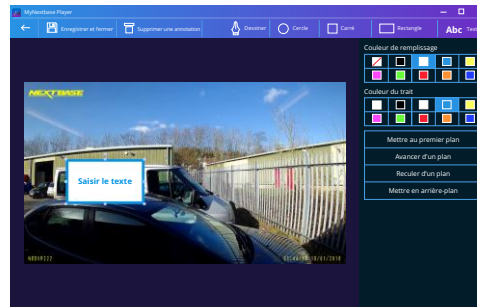 MyNextbase Player
Enregistrer et fermer
Supprimer une annotation
Dessiner
Cercle
Carré
Rectangle
Abc Text
Couleur de remplissage
NEXTBASE
Couleur du trait
Mettre au premier plan
Avancer d'un plan
Saisir le texte
Reculer d'un plan
Mettre en arrière-plan